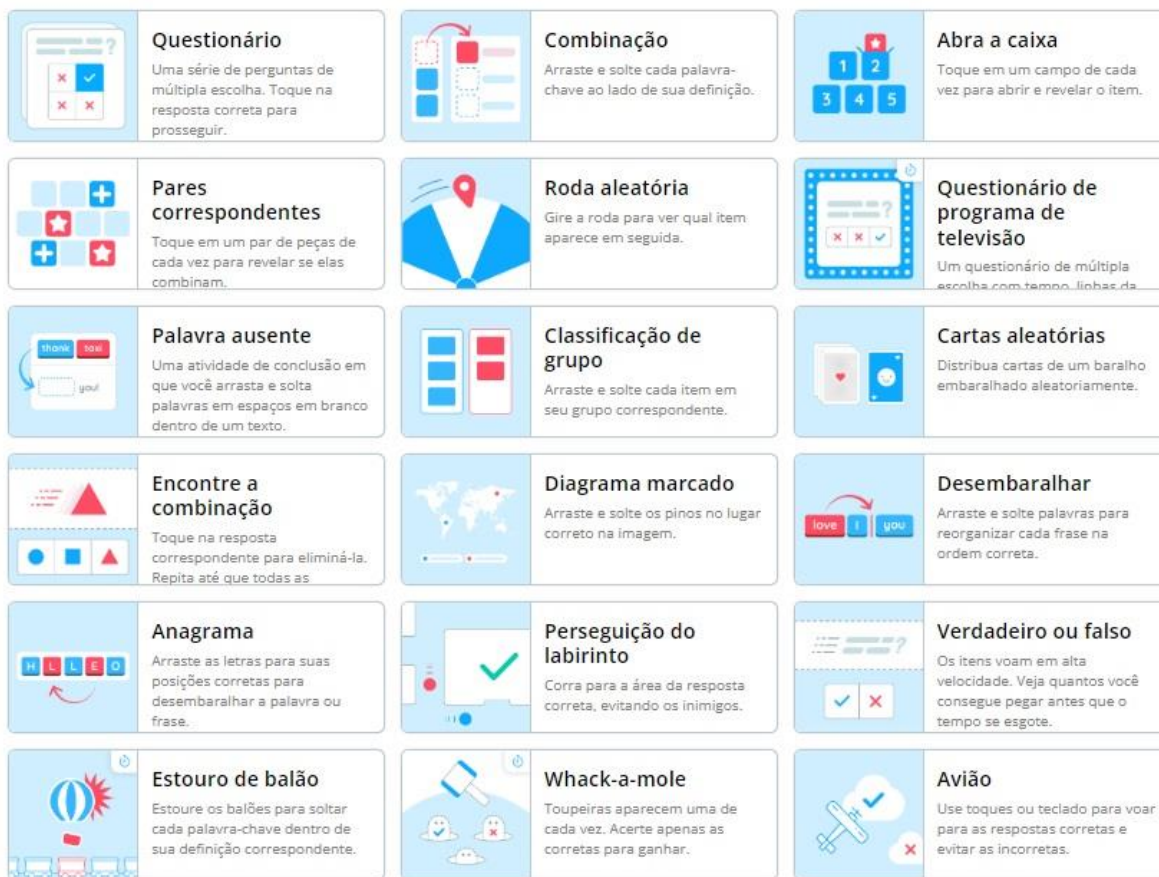 Questionário
Uma série de perguntas de
múltipla escolha. Toque na
resposta correta para
prosseguir.
Combinação
Arraste e solte cada palavra-
chave ao lado de sua definição.
Abra a caixa
Toque em um campo de cada
vez para abrir e revelar o item.
1 2
3 4 5
Pares
correspondentes
Toque em um par de peças de
cada vez para revelar se elas
combinam.
Roda aleatória
Gire a roda para ver qual item
aparece em seguida.
Questionário de
programa de
televisão
Um questionário de múltipla
escolha com tempo, linhas da
Palavra ausente
Uma atividade de conclusão em
que você arrasta e solta
palavras em espaços em branco
dentro de um texto.
thank taxi
you!
Classificação de
grupo
Arraste e solte cada item em
seu grupo correspondente.
Cartas aleatórias
Distribua cartas de um baralho
embaralhado aleatoriamente.
Encontre a
combinação
Toque na resposta
correspondente para eliminá-la.
Repita até que todas as
Diagrama marcado
Arraste e solte os pinos no lugar
correto na imagem.
Desembaralhar
Arraste e solte palavras para
reorganizar cada frase na
ordem correta.
love I you
Anagrama
Arraste as letras para suas
posições corretas para
desembaralhar a palavra ou
frase.
H L L E O
Perseguição do
labirinto
Corra para a área da resposta
correta, evitando os inimigos.
Verdadeiro ou falso
Os itens voam em alta
velocidade. Veja quantos você
consegue pegar antes que o
tempo se esgote.
Estouro de balão
Estoure os balões para soltar
cada palavra-chave dentro de
sua definição correspondente.
Whack-a-mole
Toupeiras aparecem uma de
cada vez. Acerte apenas as
corretas para ganhar.
Avião
Use toques ou teclado para voar
para as respostas corretas e
evitar as incorretas.